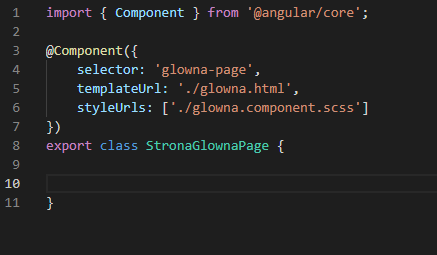 1 import { Component } from '@angular/core';
2
3 @Component({
4     selector: 'glowna-page',
5     templateUrl: './glowna.html',
6     styleUrls: ['./glowna.component.scss']
7 })
8 export class StronaGlownaPage {
9
10
11 }